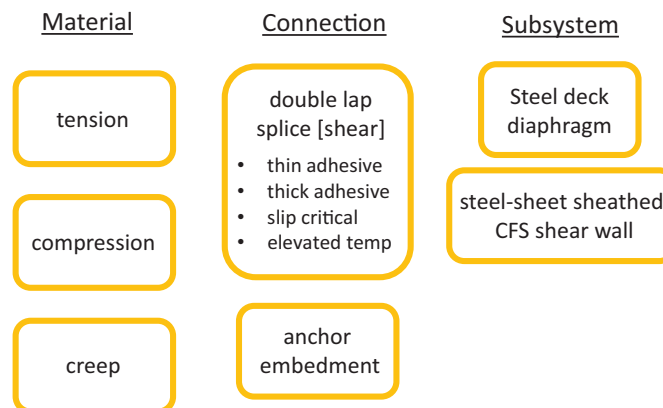 Material
tension
compression
creep
Connection
double lap
splice [shear]
• thin adhesive
• thick adhesive
• slip critical
• elevated temp
anchor
embedment
Subsystem
Steel deck
diaphragm
steel-sheet sheathed
CFS shear wall